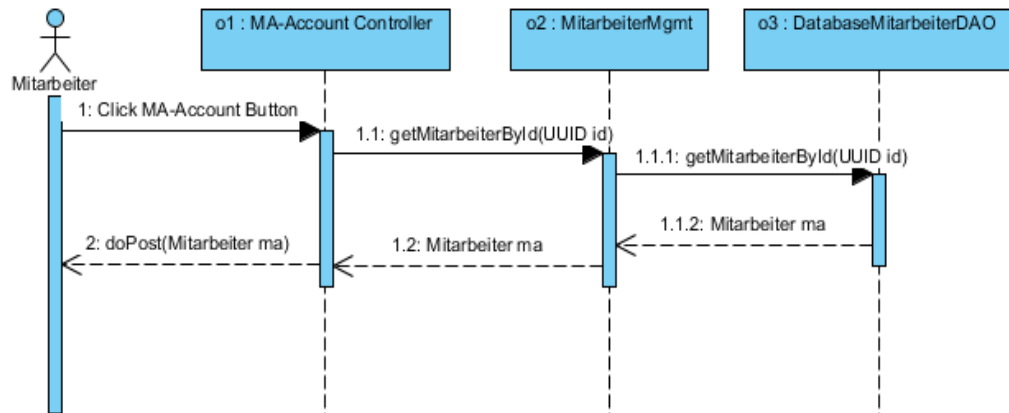 o1 : MA-Account Controller
o2 : MitarbeiterMgmt
o3 : DatabaseMitarbeiterDAO
Mitarbeiter
1: Click MA-Account Button
1.1: getMitarbeiterById(UUID id)
1.1.1: getMitarbeiterById(UUID id)
1.1.2: Mitarbeiter ma
1.2: Mitarbeiter ma
2: doPost(Mitarbeiter ma)